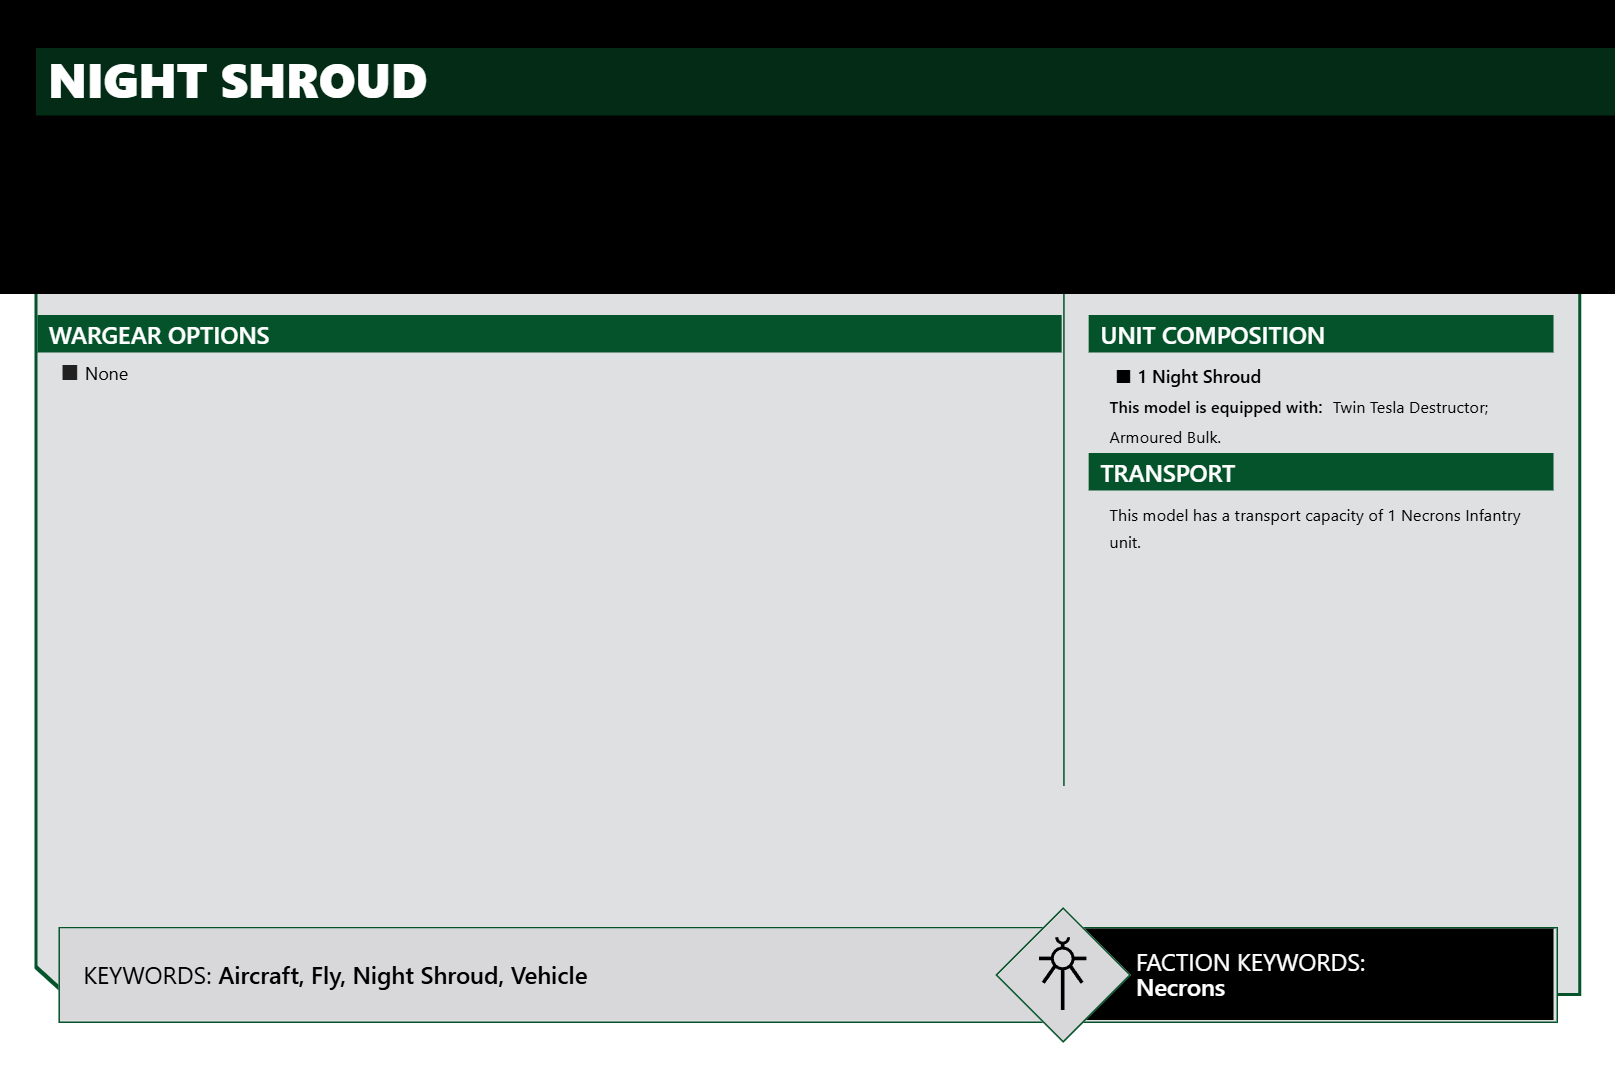 NIGHT SHROUD
WARGEAR OPTIONS
■ None
UNIT COMPOSITION
■ 1 Night Shroud
This model is equipped with: Twin Tesla Destructor;
Armoured Bulk.
TRANSPORT
This model has a transport capacity of 1 Necrons Infantry
unit.
KEYWORDS: Aircraft, Fly, Night Shroud, Vehicle
FACTION KEYWORDS:
Necrons